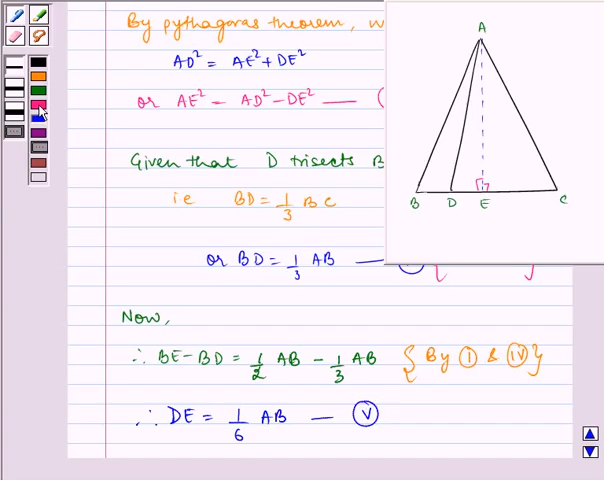 By pythagoras theorem, w
AD² = AE² + DE²
or AE² = AD² - DE² —
Given that D trisects B
ie BD = 1/3 BC
or BD = 1/3 AB —
Now,
∴ BE - BD = 1/2 AB - 1/3 AB { By ① & ⓘⓥ }
∴ DE = 1/6 AB — Ⓥ
A
B D E C